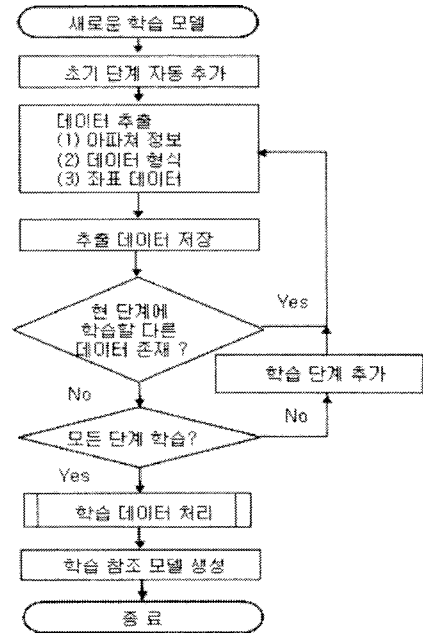 새로운 학습 모델
초기 단계 자동 추가
데이터 추출
(1) 아파쳐 정보
(2) 데이터 형식
(3) 좌표 데이터
추출 데이터 저장
현 단계에
학습할 다른
데이터 존재 ?
Yes
학습 단계 추가
No
모든 단계 학습?
No
Yes
학습 데이터 처리
학습 참조 모델 생성
종 료